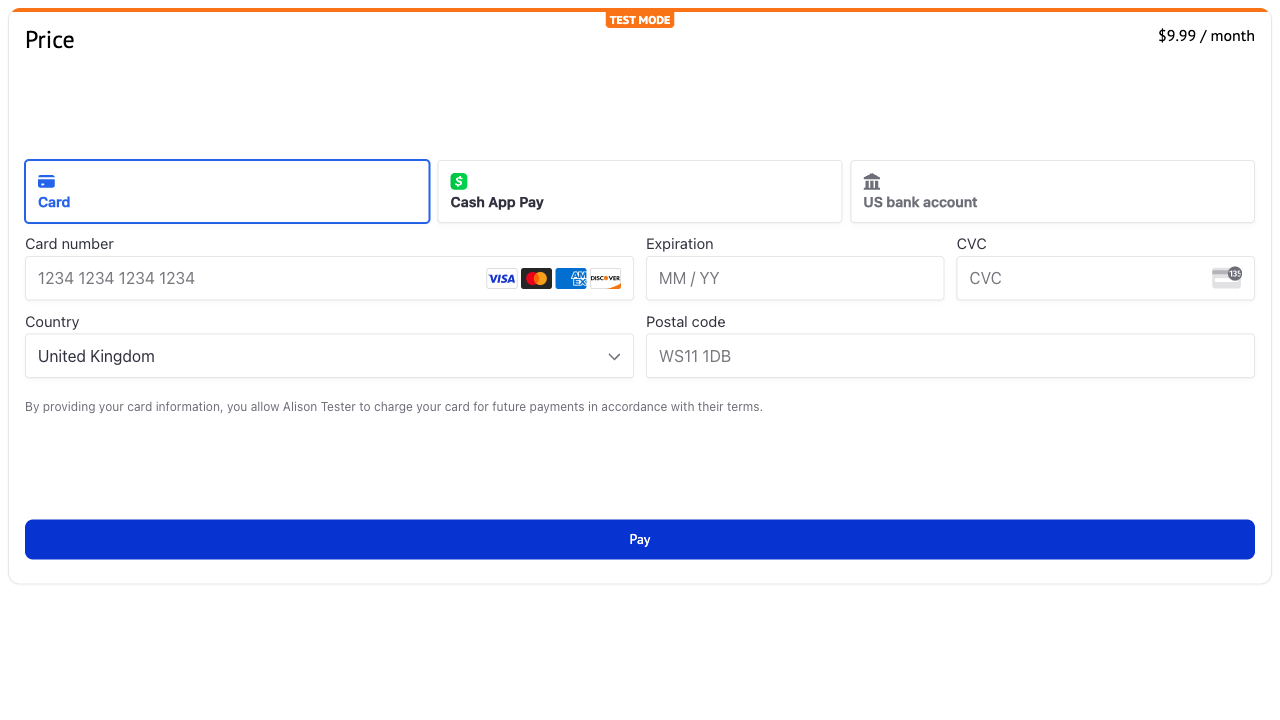 TEST MODE
Price
$9.99 / month
Card
Cash App Pay
US bank account
Card number
Expiration
CVC
1234 1234 1234 1234
VISA
AM EX
DISCOVER
MM / YY
CVC
135
Country
Postal code
United Kingdom
WS11 1DB
By providing your card information, you allow Alison Tester to charge your card for future payments in accordance with their terms.
Pay